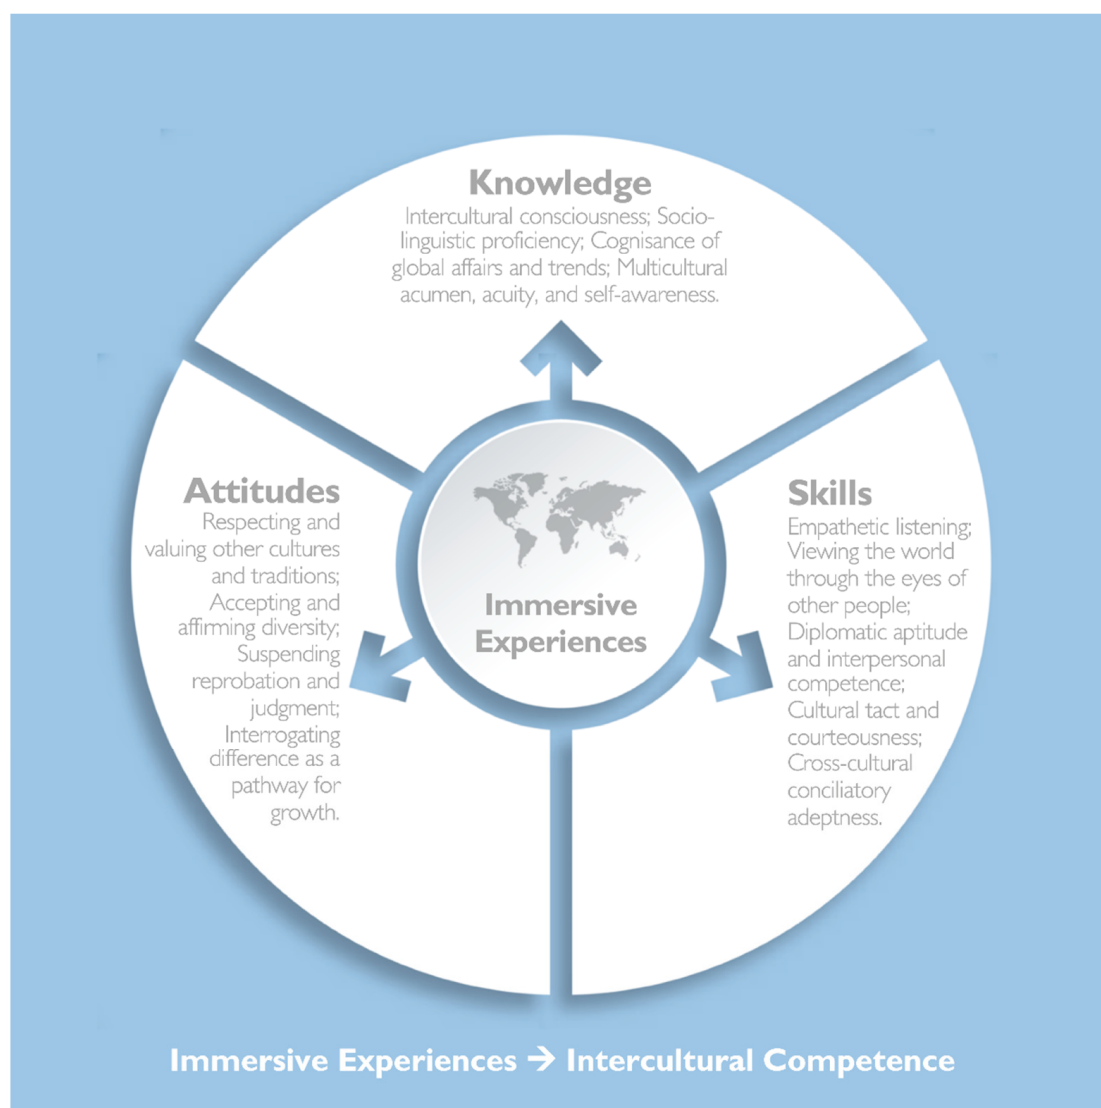 Knowledge
Intercultural consciousness; Socio-
linguistic proficiency; Cognisance of
global affairs and trends; Multicultural
acumen, acuity, and self-awareness.
Attitudes
Respecting and
valuing other cultures
and traditions;
Accepting and
affirming diversity;
Suspending
reprobation and
judgment;
Interrogating
difference as a
pathway for
growth.
Immersive
Experiences
Skills
Empathetic listening;
Viewing the world
through the eyes of
other people;
Diplomatic aptitude
and interpersonal
competence;
Cultural tact and
courteousness;
Cross-cultural
conciliatory
adeptness.
Immersive Experiences → Intercultural Competence